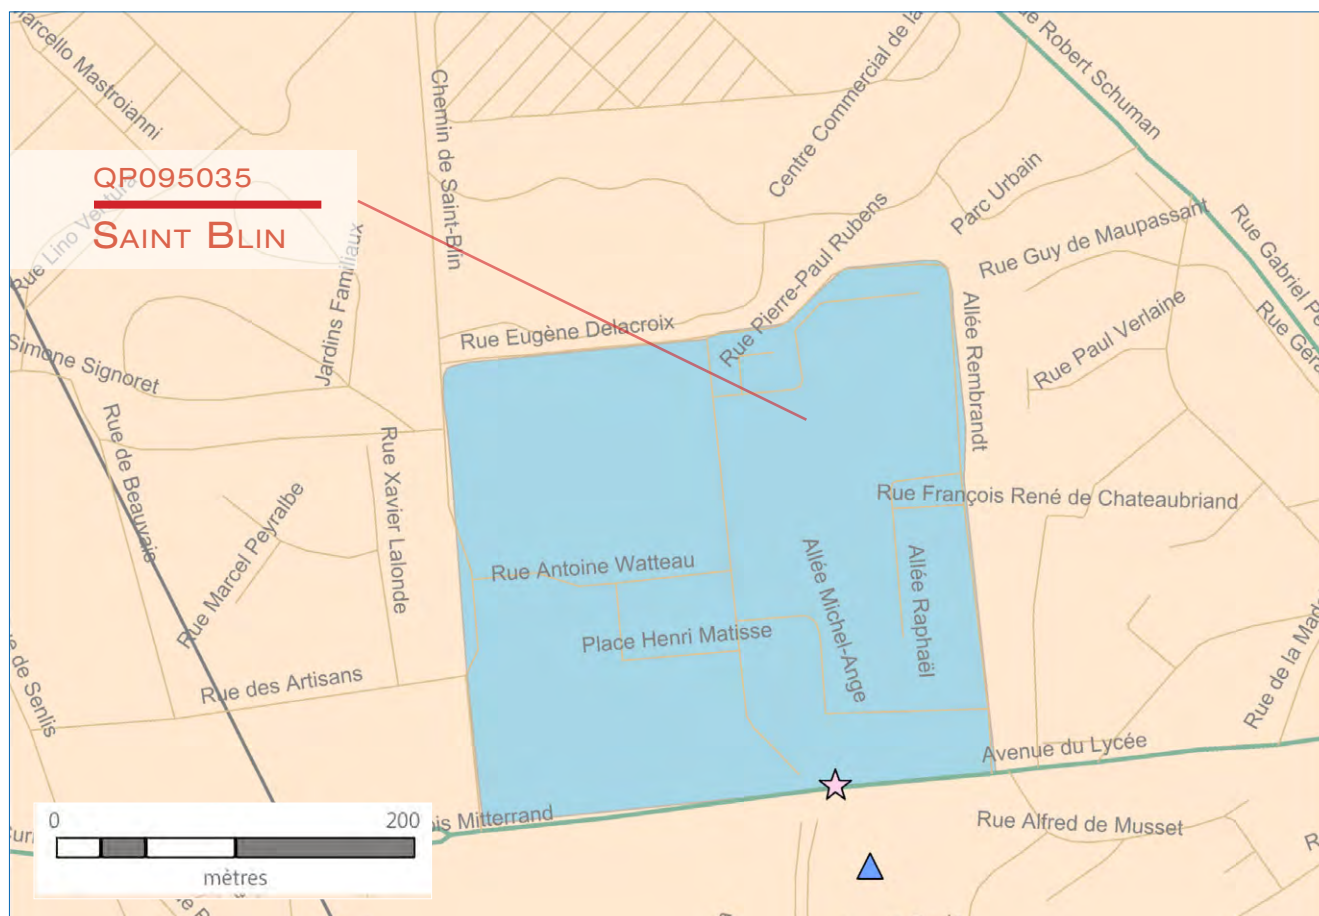 Marcello Mastroianni
Chemin de Saint-Blin
Centre Commercial de la
Rue Robert Schuman
QP095035
SAINT BLIN
Rue Lino Ventura
Jardins Familiaux
Parc Urbain
Rue Guy de Maupassant
Rue Gabriel
Rue Pierre-Paul Rubens
Rue Eugène Delacroix
Allée Rembrandt
Rue Paul Verlaine
Rue
Simone Signoret
Rue de Beauvais
Rue Xavier Lalonde
Rue Marcel Peyralbe
Rue François René de Chateaubriand
Rue Antoine Watteau
Allée Michel-Ange
Allée Raphaël
Place Henri Matisse
Rue des Artisans
de Senlis
Rue de la
Avenue du Lycée
Mitterrand
Rue Alfred de Musset
0 200
mètres